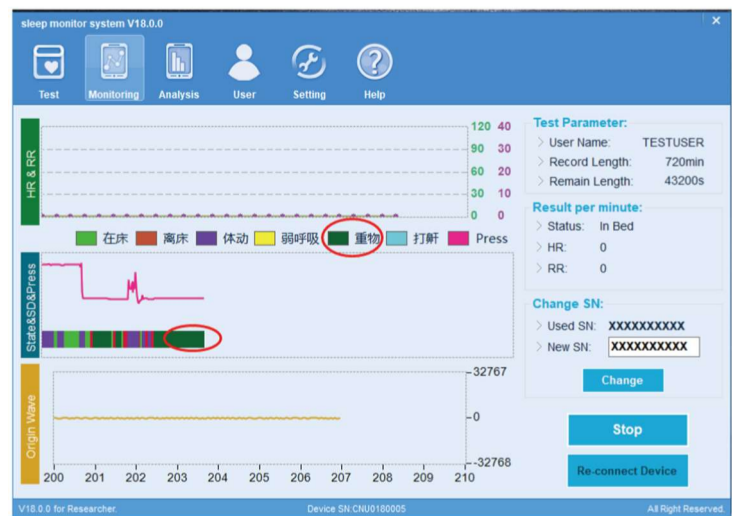 sleep monitor system V18.0.0
×
Test Monitoring Analysis User Setting Help
HR & RR
120 40
90 30
60 20
30 10
0 0
在床 离床 体动 弱呼吸 重物 打鼾 Press
State&SD&Press
Origin Wave
32767
0
-32768
200 201 202 203 204 205 206 207 208 209 210
Test Parameter:
User Name: TESTUSER
Record Length: 720min
Remain Length: 43200s
Result per minute:
Status: In Bed
HR: 0
RR: 0
Change SN:
Used SN: XXXXXXXXXX
New SN: XXXXXXXXXX
Change
Stop
Re-connect Device
V18.0.0 for Researcher. Device SN:CNU0180005 All Right Reserved.